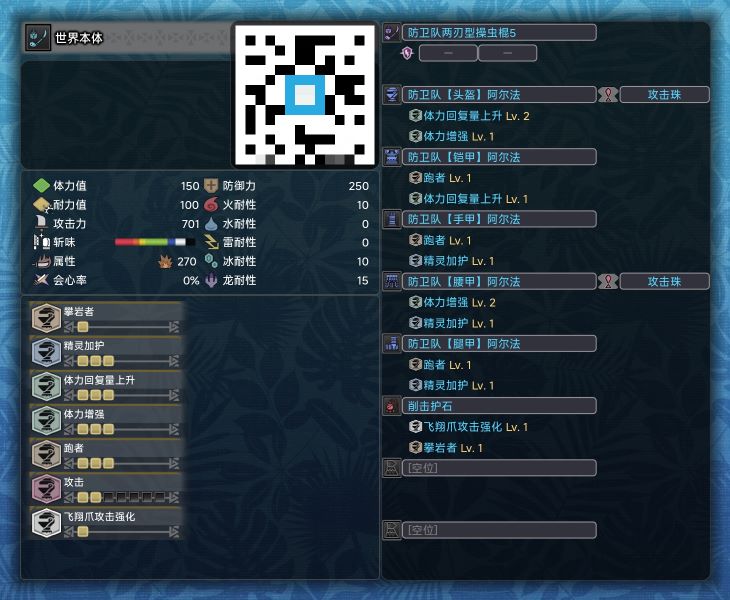 世界本体
体力值 150
防御力 250
耐力值 100
火耐性 10
攻击力 701
水耐性 0
斩味
雷耐性 0
属性 270
冰耐性 10
会心率 0%
龙耐性 15
攀岩者
精灵加护
体力回复量上升
体力增强
跑者
攻击
飞翔爪攻击强化
防卫队两刃型操虫棍5
— —
防卫队【头盔】阿尔法 攻击珠
体力回复量上升 Lv. 2
体力增强 Lv. 1
防卫队【铠甲】阿尔法
跑者 Lv. 1
体力回复量上升 Lv. 1
防卫队【手甲】阿尔法
跑者 Lv. 1
精灵加护 Lv. 1
防卫队【腰甲】阿尔法 攻击珠
体力增强 Lv. 2
精灵加护 Lv. 1
防卫队【腿甲】阿尔法
跑者 Lv. 1
精灵加护 Lv. 1
削击护石
飞翔爪攻击强化 Lv. 1
攀岩者 Lv. 1
[空位]
[空位]